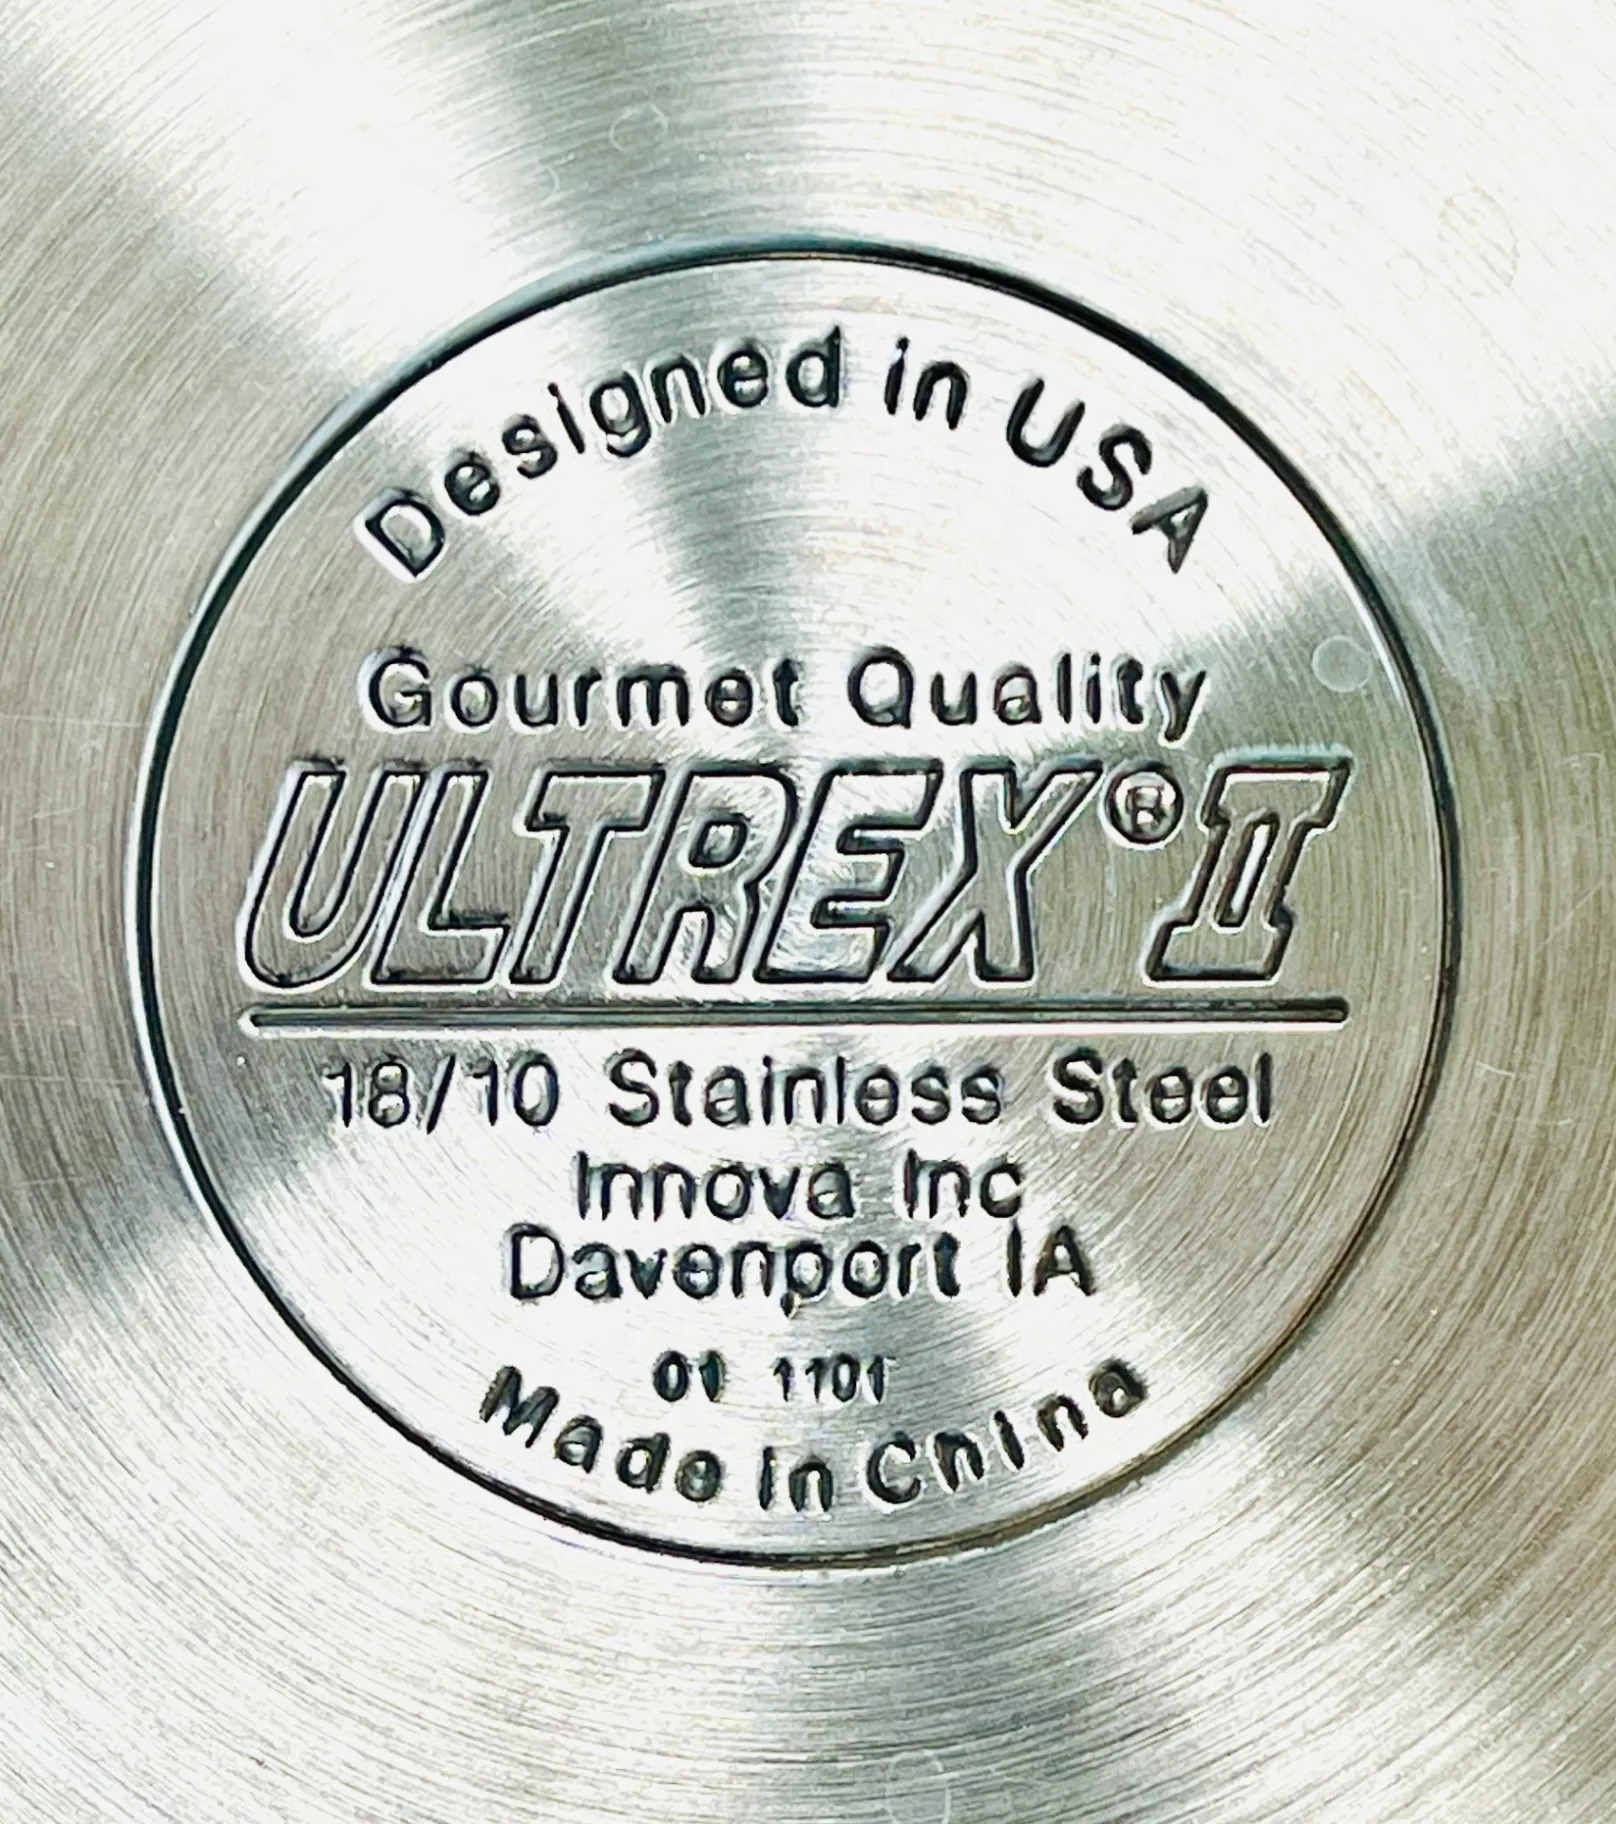 Designed in USA
Gourmet Quality
ULTREX® II
18/10 Stainless Steel
Innova Inc
Davenport IA
01 1101
Made in China